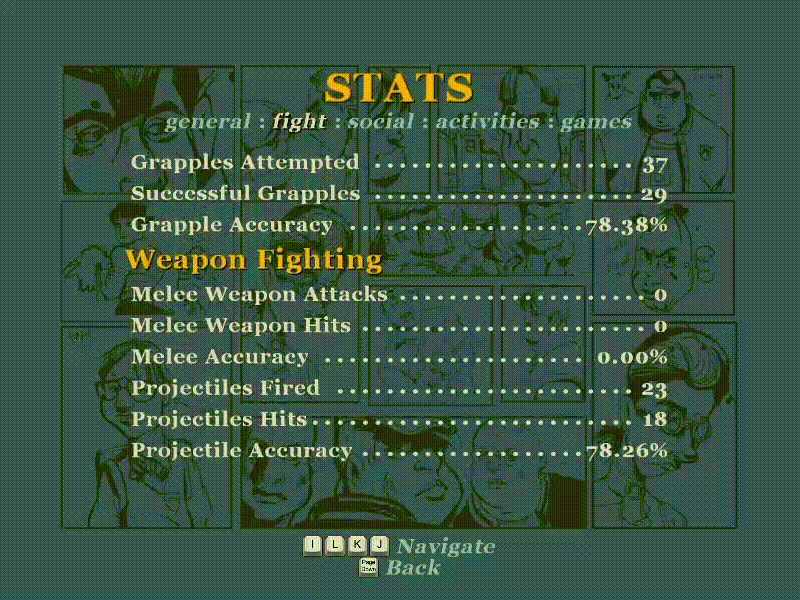 STATS
general : fight : social : activities : games
Grapples Attempted ..................... 37
Successful Grapples ..................... 29
Grapple Accuracy ...................78.38%
Weapon Fighting
Melee Weapon Attacks .................... 0
Melee Weapon Hits ....................... 0
Melee Accuracy ..................... 0.00%
Projectiles Fired ........................ 23
Projectiles Hits......................... 18
Projectile Accuracy ..................78.26%
I L K J Navigate
Page Down Back